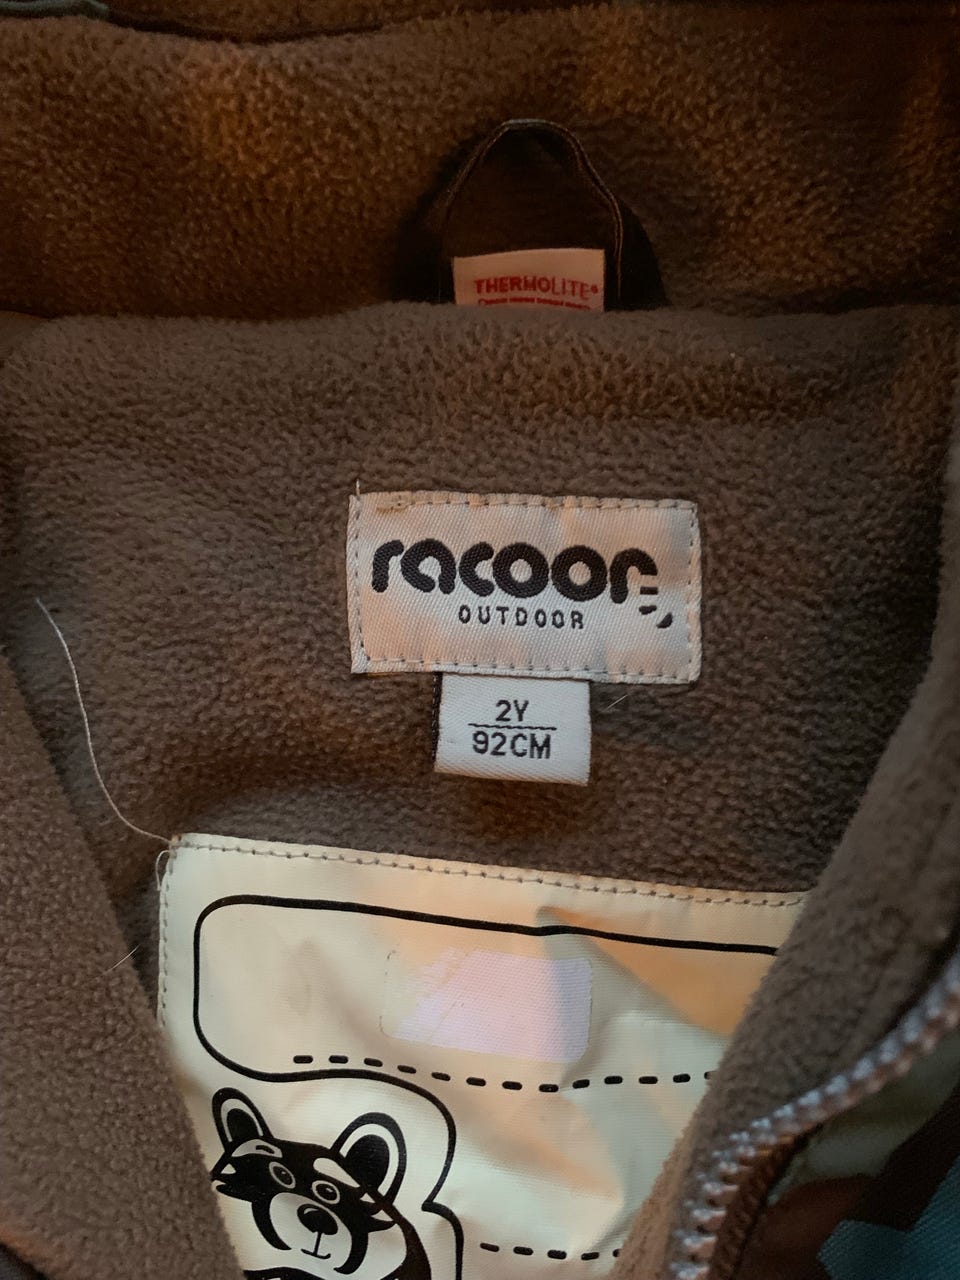 THERMOLITE®
racoon
OUTDOOR
2Y
92CM